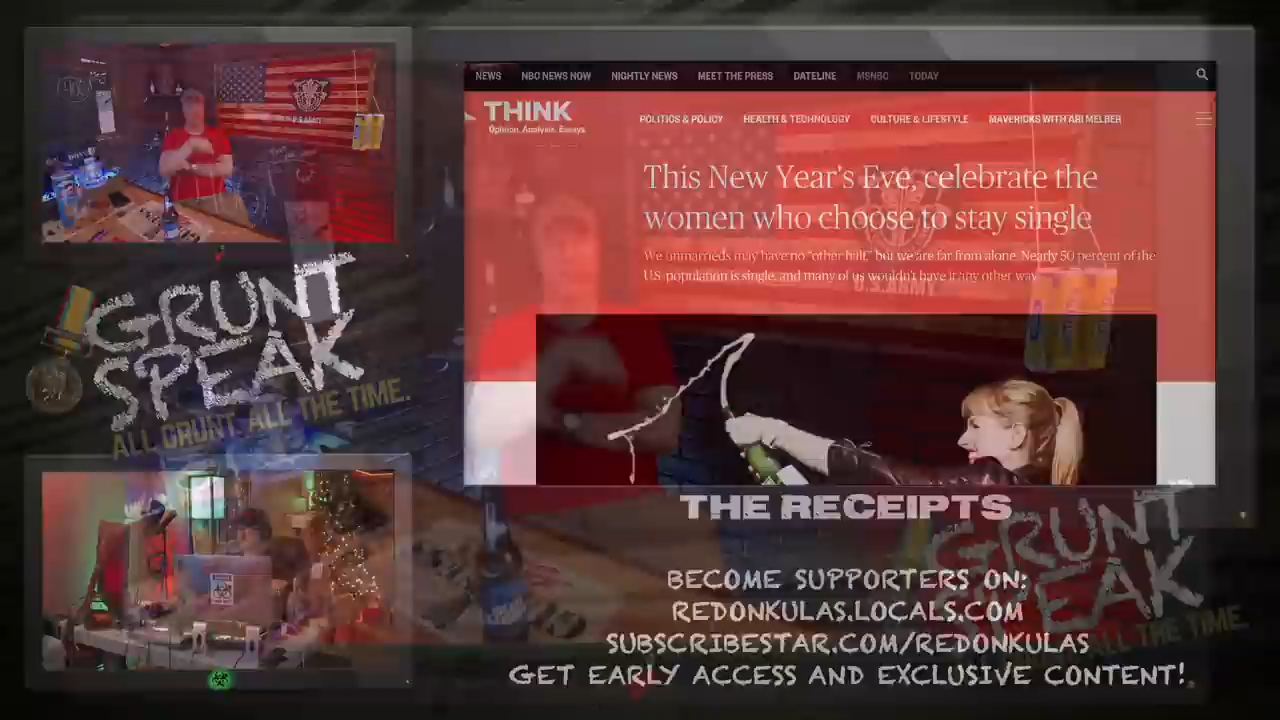 NEWS NBC NEWS NOW NIGHTLY NEWS MEET THE PRESS DATELINE MSNBC TODAY
THINK
Opinion, Analysis, Essays
POLITICS & POLICY HEALTH & TECHNOLOGY CULTURE & LIFESTYLE MAVERICKS WITH ARI MELBER
This New Year's Eve, celebrate the
women who choose to stay single
We unmarrieds may have no "other half," but we are far from alone. Nearly 50 percent of the
U.S. population is single, and many of us wouldn't have it any other way.
U.S. ARMY
GRUNT
SPEAK
ALL GRUNT. ALL THE TIME.
THE RECEIPTS
BECOME SUPPORTERS ON:
REDONKULAS.LOCALS.COM
SUBSCRIBESTAR.COM/REDONKULAS
GET EARLY ACCESS AND EXCLUSIVE CONTENT!
GRUNT
SPEAK
ALL THE TIME.